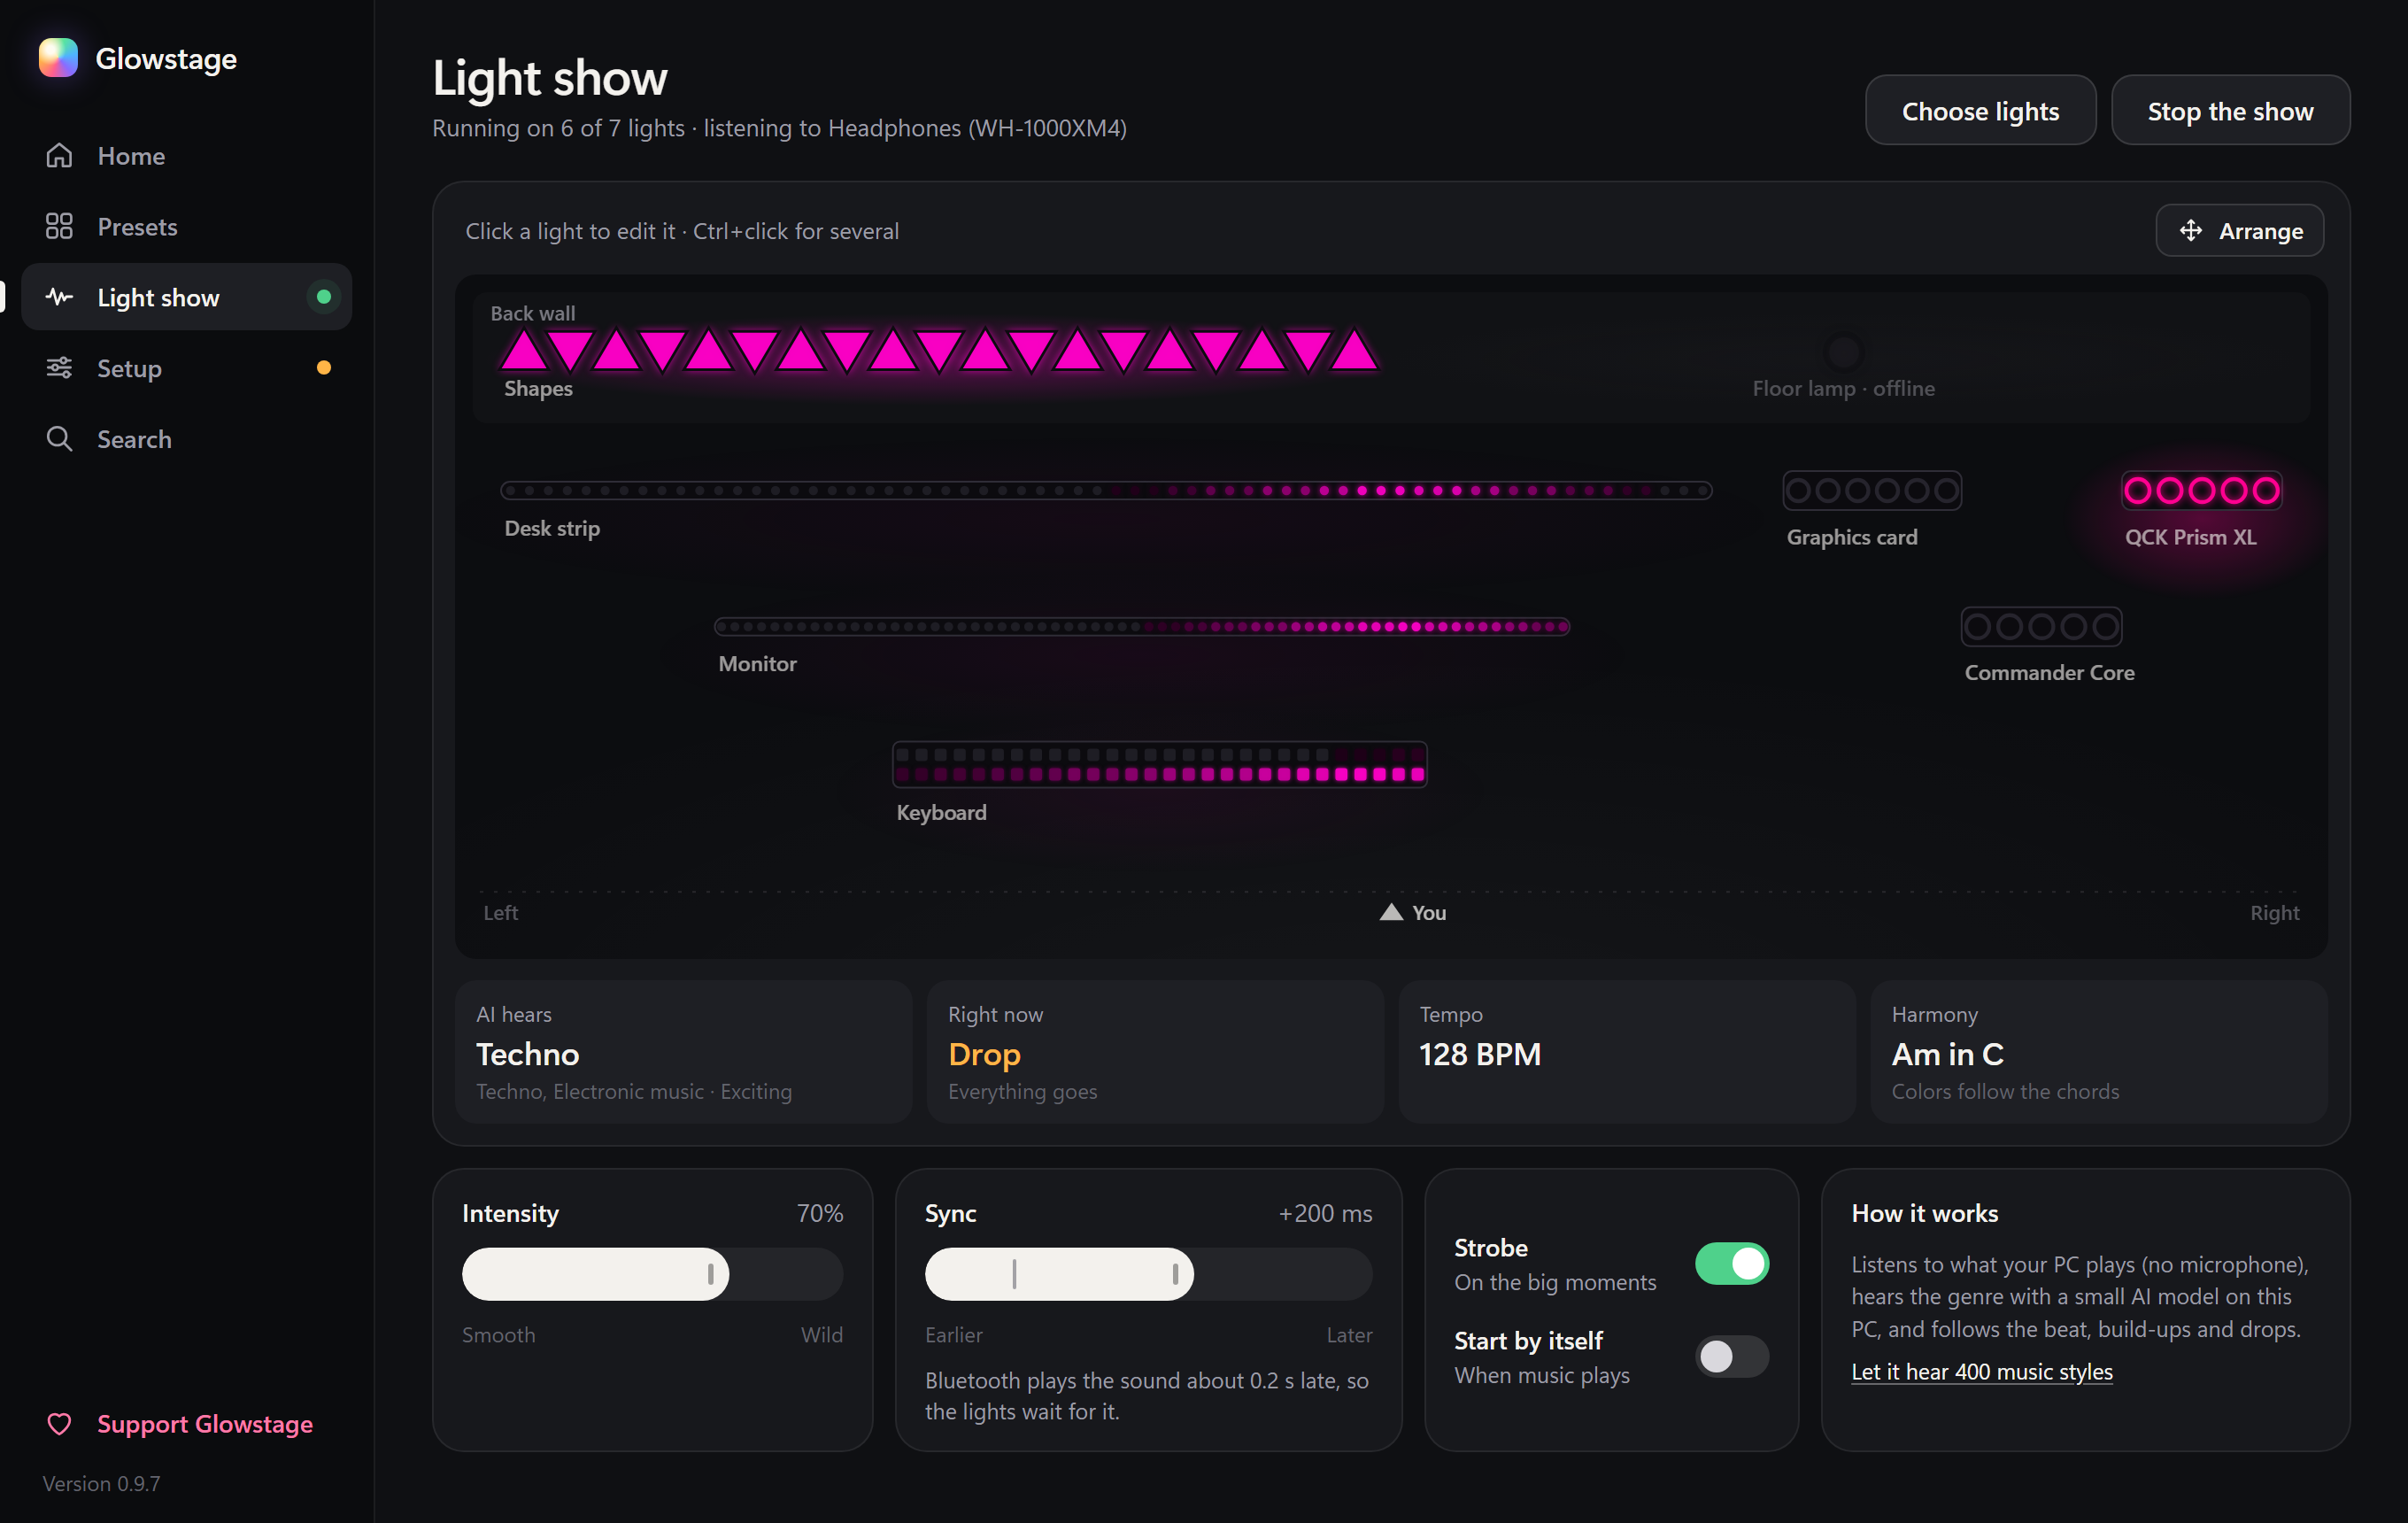 Glowstage
Home
Presets
Light show
Setup
Search
Support Glowstage
Version 0.9.7
Light show
Running on 6 of 7 lights · listening to Headphones (WH-1000XM4)
Choose lights
Stop the show
Click a light to edit it · Ctrl+click for several
Arrange
Back wall
Shapes
Floor lamp · offline
Desk strip
Graphics card
QCK Prism XL
Monitor
Commander Core
Keyboard
Left
You
Right
AI hears
Techno
Techno, Electronic music · Exciting
Right now
Drop
Everything goes
Tempo
128 BPM
Harmony
Am in C
Colors follow the chords
Intensity
70%
Smooth
Wild
Sync
+200 ms
Earlier
Later
Bluetooth plays the sound about 0.2 s late, so
the lights wait for it.
Strobe
On the big moments
Start by itself
When music plays
How it works
Listens to what your PC plays (no microphone),
hears the genre with a small AI model on this
PC, and follows the beat, build-ups and drops.
Let it hear 400 music styles